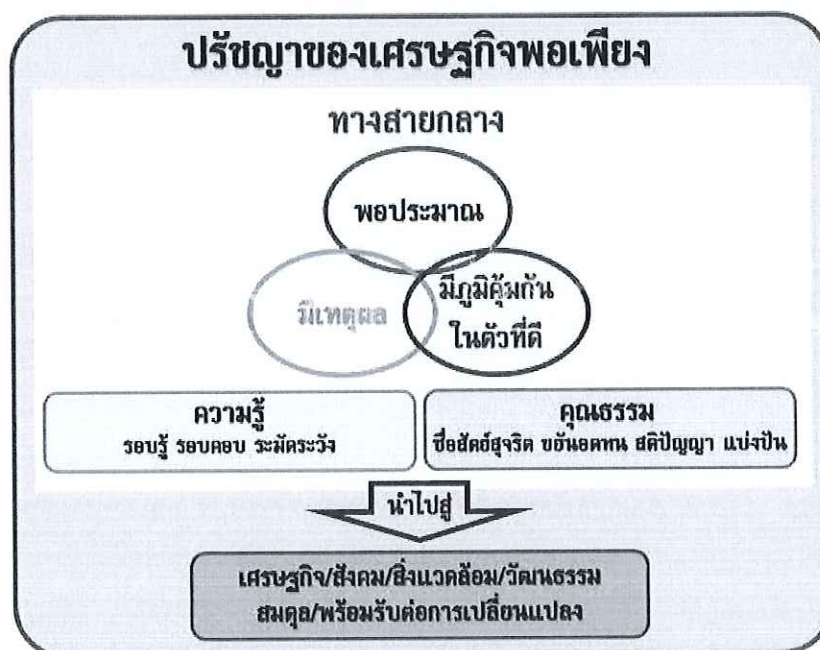 ปรัชญาของเศรษฐกิจพอเพียง
ทางสายกลาง
พอประมาณ
มีเหตุผล
มีภูมิคุ้มกัน
ในตัวที่ดี
ความรู้
รอบรู้ รอบคอบ ระมัดระวัง
คุณธรรม
ซื่อสัตย์สุจริต ขยันอดทน สติปัญญา แบ่งปัน
นำไปสู่
เศรษฐกิจ/สังคม/สิ่งแวดล้อม/วัฒนธรรม
สมดุล/พร้อมรับต่อการเปลี่ยนแปลง